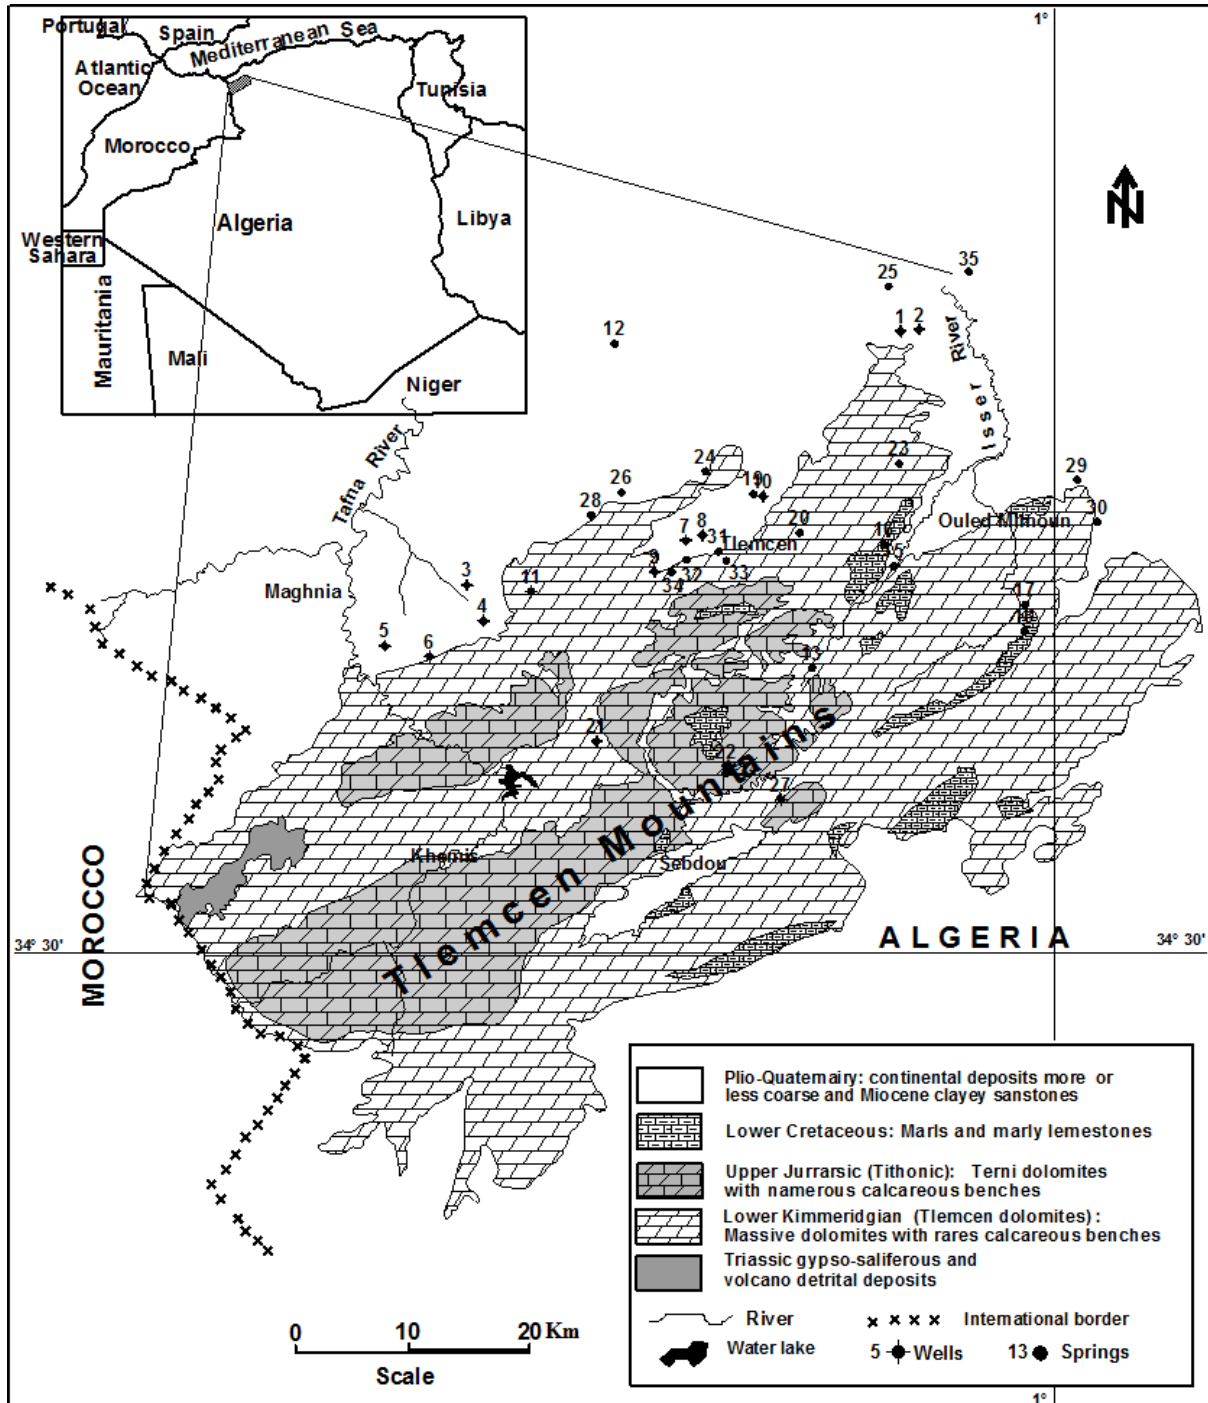 1°
Portugal
Spain
Mediterranean Sea
Atlantic
Ocean
Tunisia
Morocco
Algeria
Libya
Western
Sahara
Mauritania
Mali
Niger
N
35
25
1
2
12
Isser River
Tafna River
24
23
29
26
19
10
28
30
20
Ouled Mimoun
7
8
31
Tlemcen
16
15
9
34
32
33
3
Maghnia
11
17
4
18
5
6
13
21
22
27
Khemis
Sebdou
Tlemcen Mountains
MOROCCO
ALGERIA
34° 30'
34° 30'
Plio-Quaternairy: continental deposits more or
less coarse and Miocene clayey sanstones
Lower Cretaceous: Marls and marly lemestones
Upper Jurrarsic (Tithonic): Terni dolomites
with namerous calcareous benches
Lower Kimmeridgian (Tlemcen dolomites) :
Massive dolomites with rares calcareous benches
Triassic gypso-saliferous and
volcano detrital deposits
River
International border
Water lake
5 Wells
13 Springs
0 10 20 Km
Scale
1°